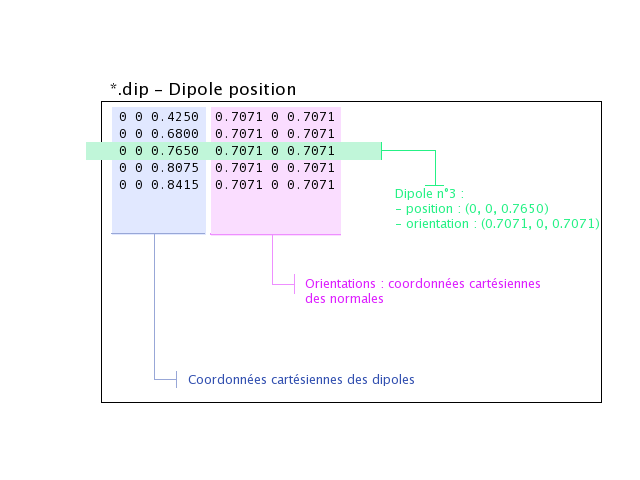 *.dip – Dipole position
0 0 0.4250 0.7071 0 0.7071
0 0 0.6800 0.7071 0 0.7071
0 0 0.7650 0.7071 0 0.7071
0 0 0.8075 0.7071 0 0.7071
0 0 0.8415 0.7071 0 0.7071
Dipole n°3 :
– position : (0, 0, 0.7650)
– orientation : (0.7071, 0, 0.7071)
Orientations : coordonnées cartésiennes
des normales
Coordonnées cartésiennes des dipoles